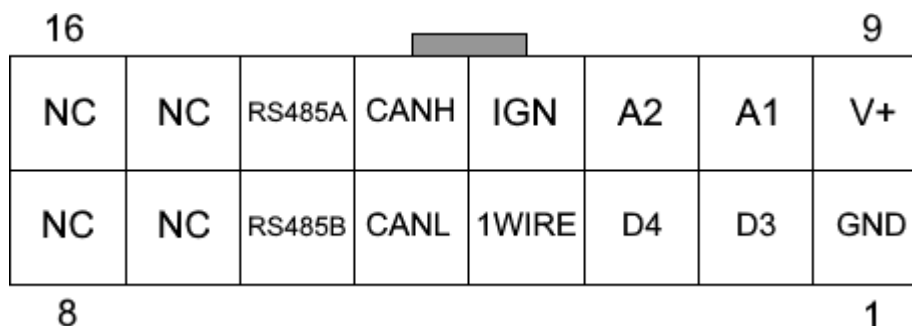 16 9
NC NC RS485A CANH IGN A2 A1 V+
NC NC RS485B CANL 1WIRE D4 D3 GND
8 1